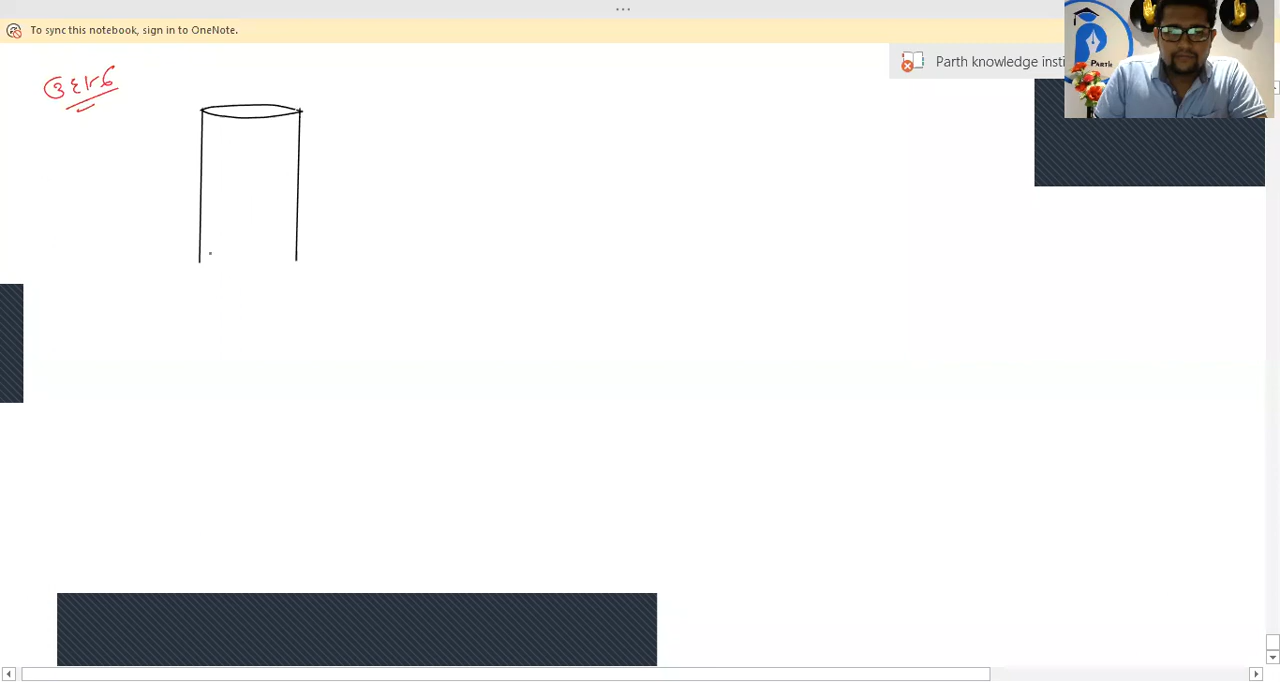 To sync this notebook, sign in to OneNote.
Parth knowledge insti
PARTH